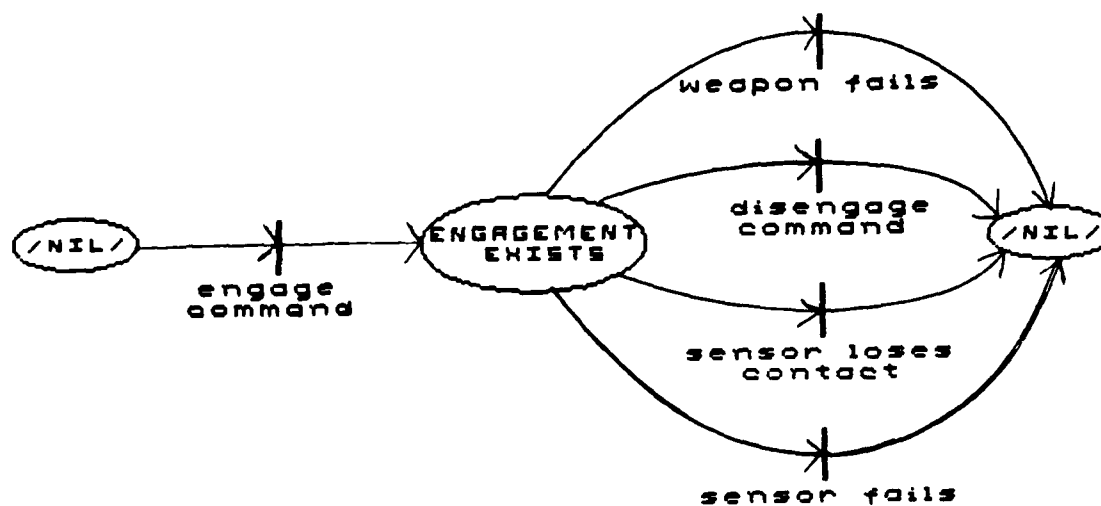 weapon fails
disengage
command
/NIL/
engage
command
ENGAGEMENT
EXISTS
/NIL/
sensor loses
contact
sensor fails